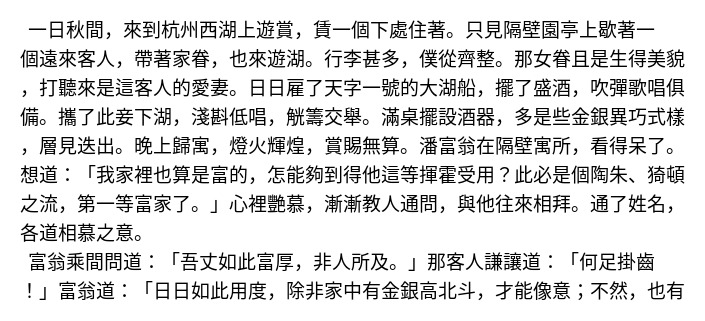 一日秋間，來到杭州西湖上遊賞，賃一個下處住著。只見隔壁園亭上歇著一
個遠來客人，帶著家眷，也來遊湖。行李甚多，僕從齊整。那女眷且是生得美貌
，打聽來是這客人的愛妻。日日雇了天字一號的大湖船，擺了盛酒，吹彈歌唱俱
備。攜了此妾下湖，淺斟低唱，觥籌交舉。滿桌擺設酒器，多是些金銀異巧式樣
，層見迭出。晚上歸寓，燈火輝煌，賞賜無算。潘富翁在隔壁寓所，看得呆了。
想道：「我家裡也算是富的，怎能夠到得他這等揮霍受用？此必是個陶朱、猗頓
之流，第一等富家了。」心裡艷慕，漸漸教人通問，與他往來相拜。通了姓名，
各道相慕之意。
富翁乘間問道：「吾丈如此富厚，非人所及。」那客人謙讓道：「何足掛齒
！」富翁道：「日日如此用度，除非家中有金銀高北斗，才能像意；不然，也有